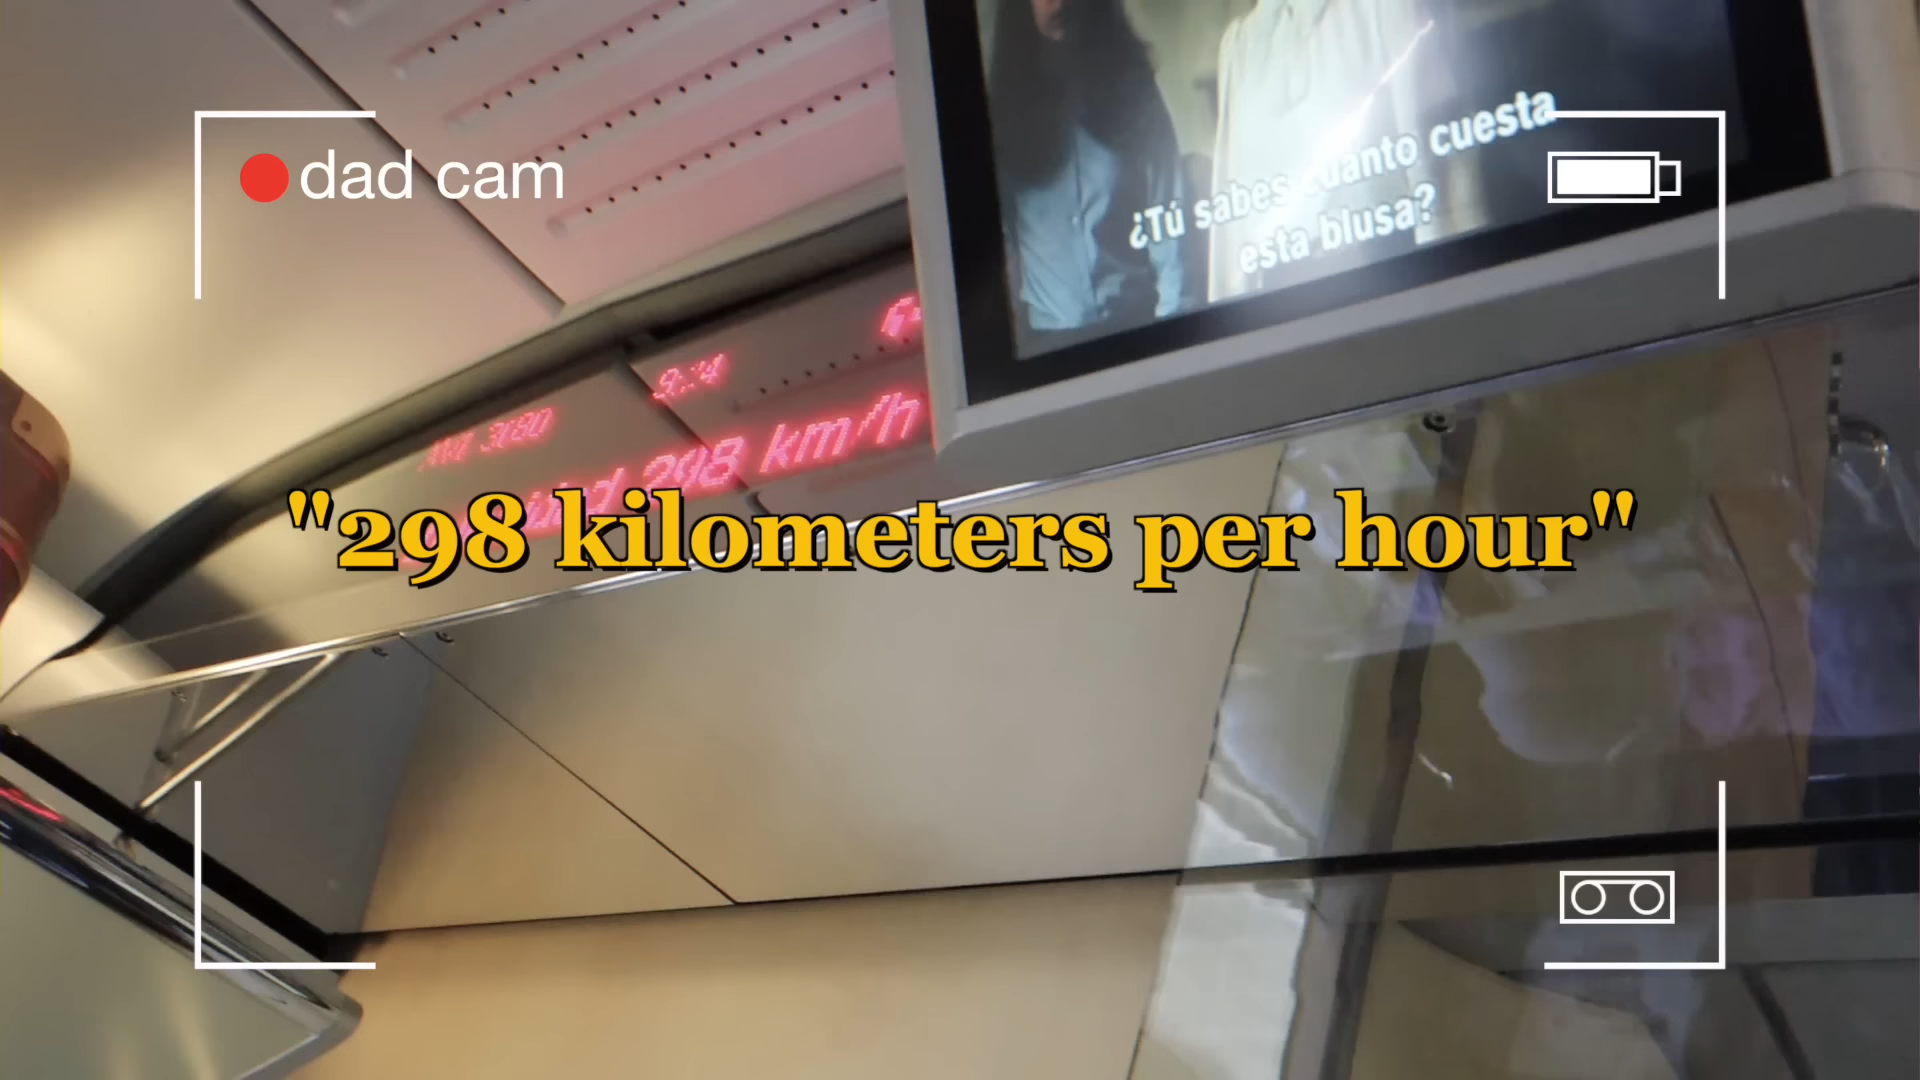 dad cam
¿Tú sabes cuanto cuesta
esta blusa?
298 km/h
"298 kilometers per hour"